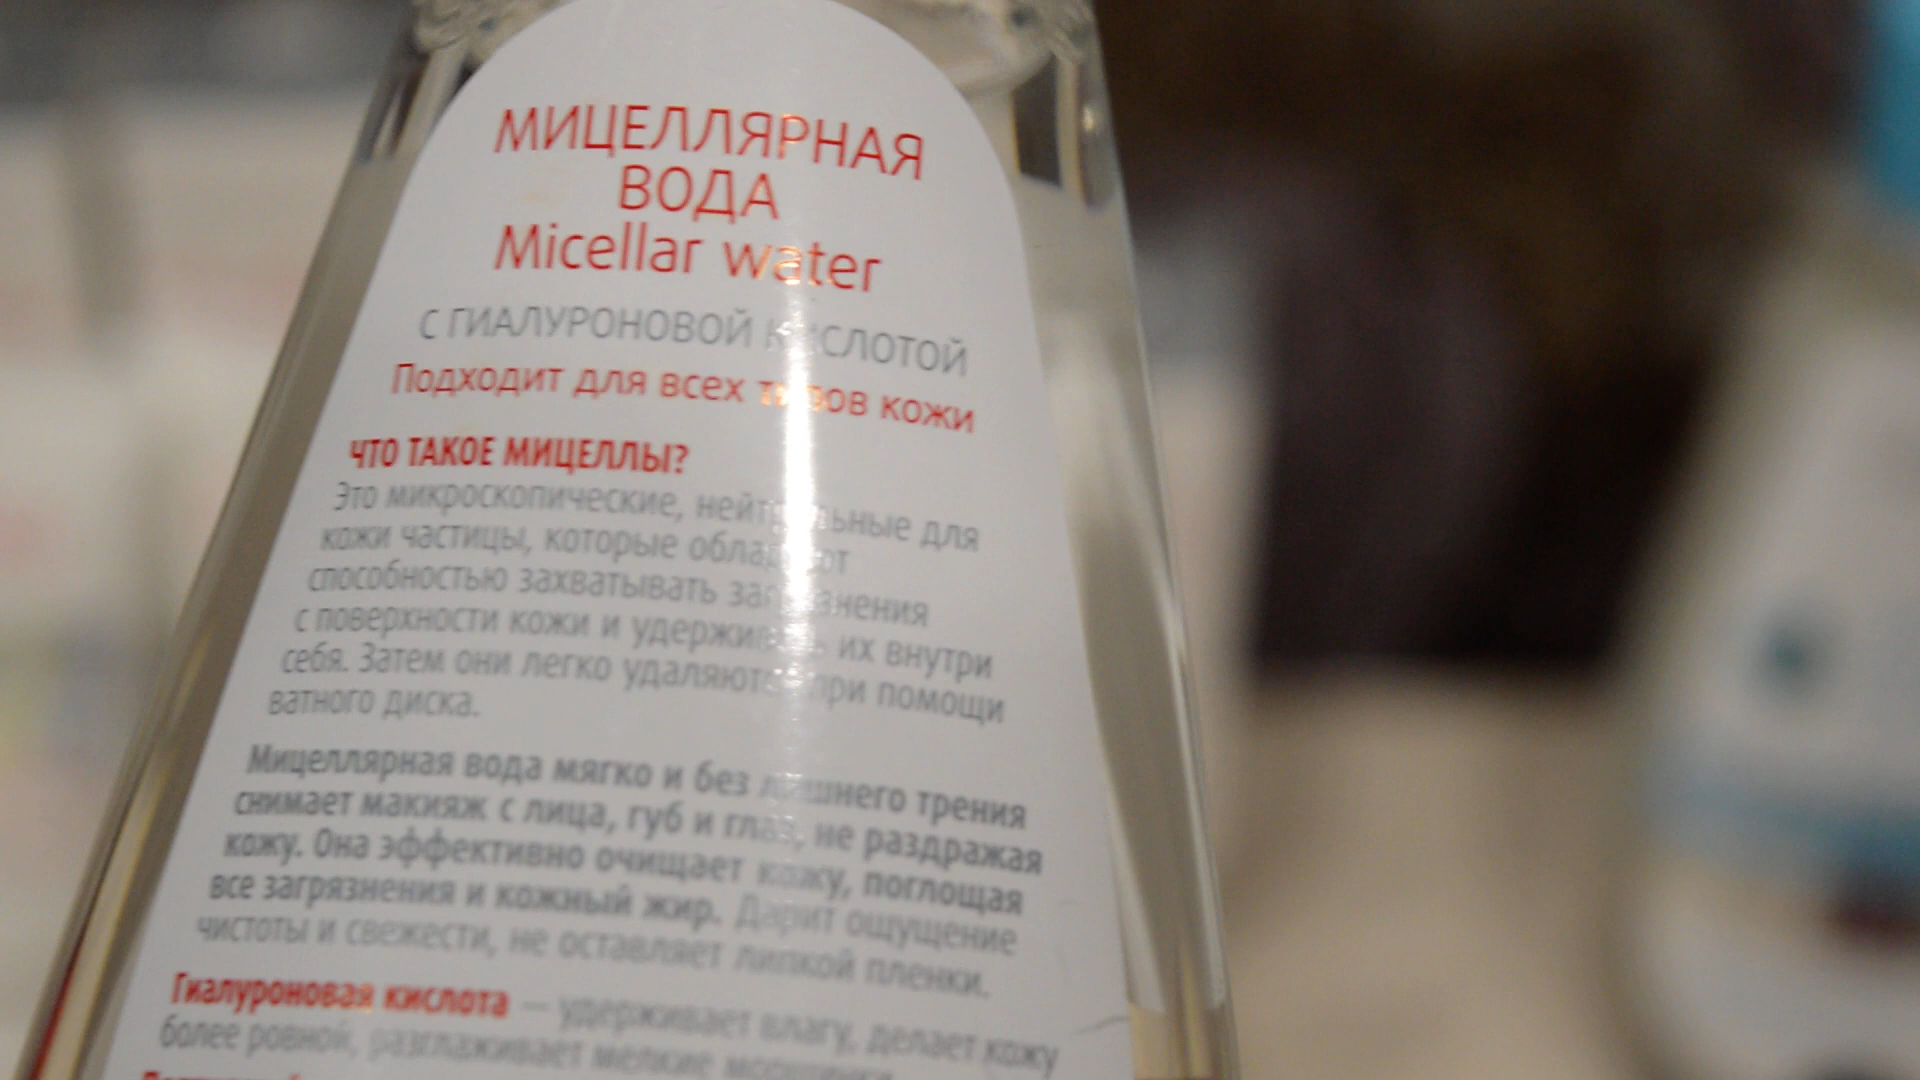 МИЦЕЛЛЯРНАЯ
ВОДА
Micellar water
С ГИАЛУРОНОВОЙ КИСЛОТОЙ
Подходит для всех типов кожи
ЧТО ТАКОЕ МИЦЕЛЛЫ?
Это микроскопические, нейтральные для
кожи частицы, которые обладают
способностью захватывать загрязнения
с поверхности кожи и удерживать их внутри
себя. Затем они легко удаляются при помощи
ватного диска.
Мицеллярная вода мягко и без лишнего трения
снимает макияж с лица, губ и глаз, не раздражая
кожу. Она эффективно очищает кожу, поглощая
все загрязнения и кожный жир. Дарит ощущение
чистоты и свежести, не оставляет липкой пленки.
Гиалуроновая кислота — удерживает влагу, делает кожу
более ровной, разглаживает мелкие морщинки